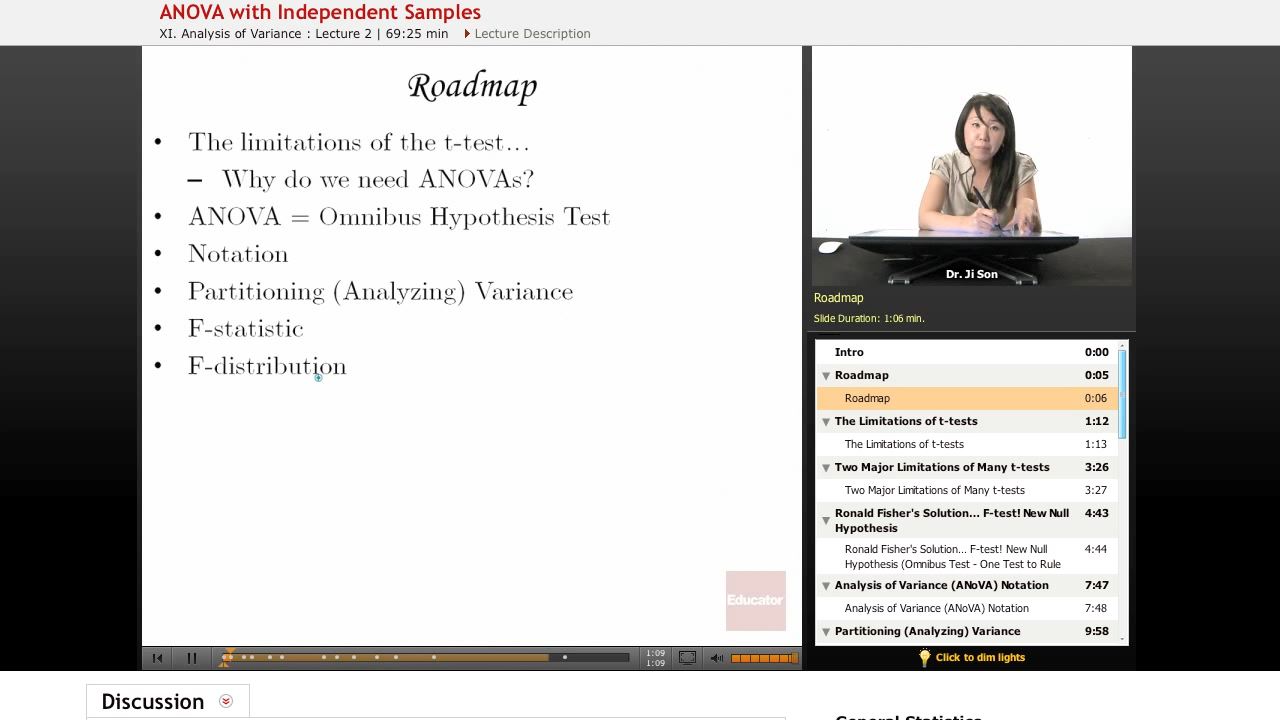 ANOVA with Independent Samples
XI. Analysis of Variance : Lecture 2 | 69:25 min Lecture Description
Roadmap
• The limitations of the t-test...
– Why do we need ANOVAs?
• ANOVA = Omnibus Hypothesis Test
• Notation
• Partitioning (Analyzing) Variance
• F-statistic
• F-distribution
Educator
1:09
1:09
Dr. Ji Son
Roadmap
Slide Duration: 1:06 min.
Intro 0:00
Roadmap 0:05
Roadmap 0:06
The Limitations of t-tests 1:12
The Limitations of t-tests 1:13
Two Major Limitations of Many t-tests 3:26
Two Major Limitations of Many t-tests 3:27
Ronald Fisher's Solution... F-test! New Null 4:43
Hypothesis
Ronald Fisher's Solution... F-test! New Null 4:44
Hypothesis (Omnibus Test - One Test to Rule
Analysis of Variance (ANoVA) Notation 7:47
Analysis of Variance (ANoVA) Notation 7:48
Partitioning (Analyzing) Variance 9:58
Click to dim lights
Discussion
General Statistics